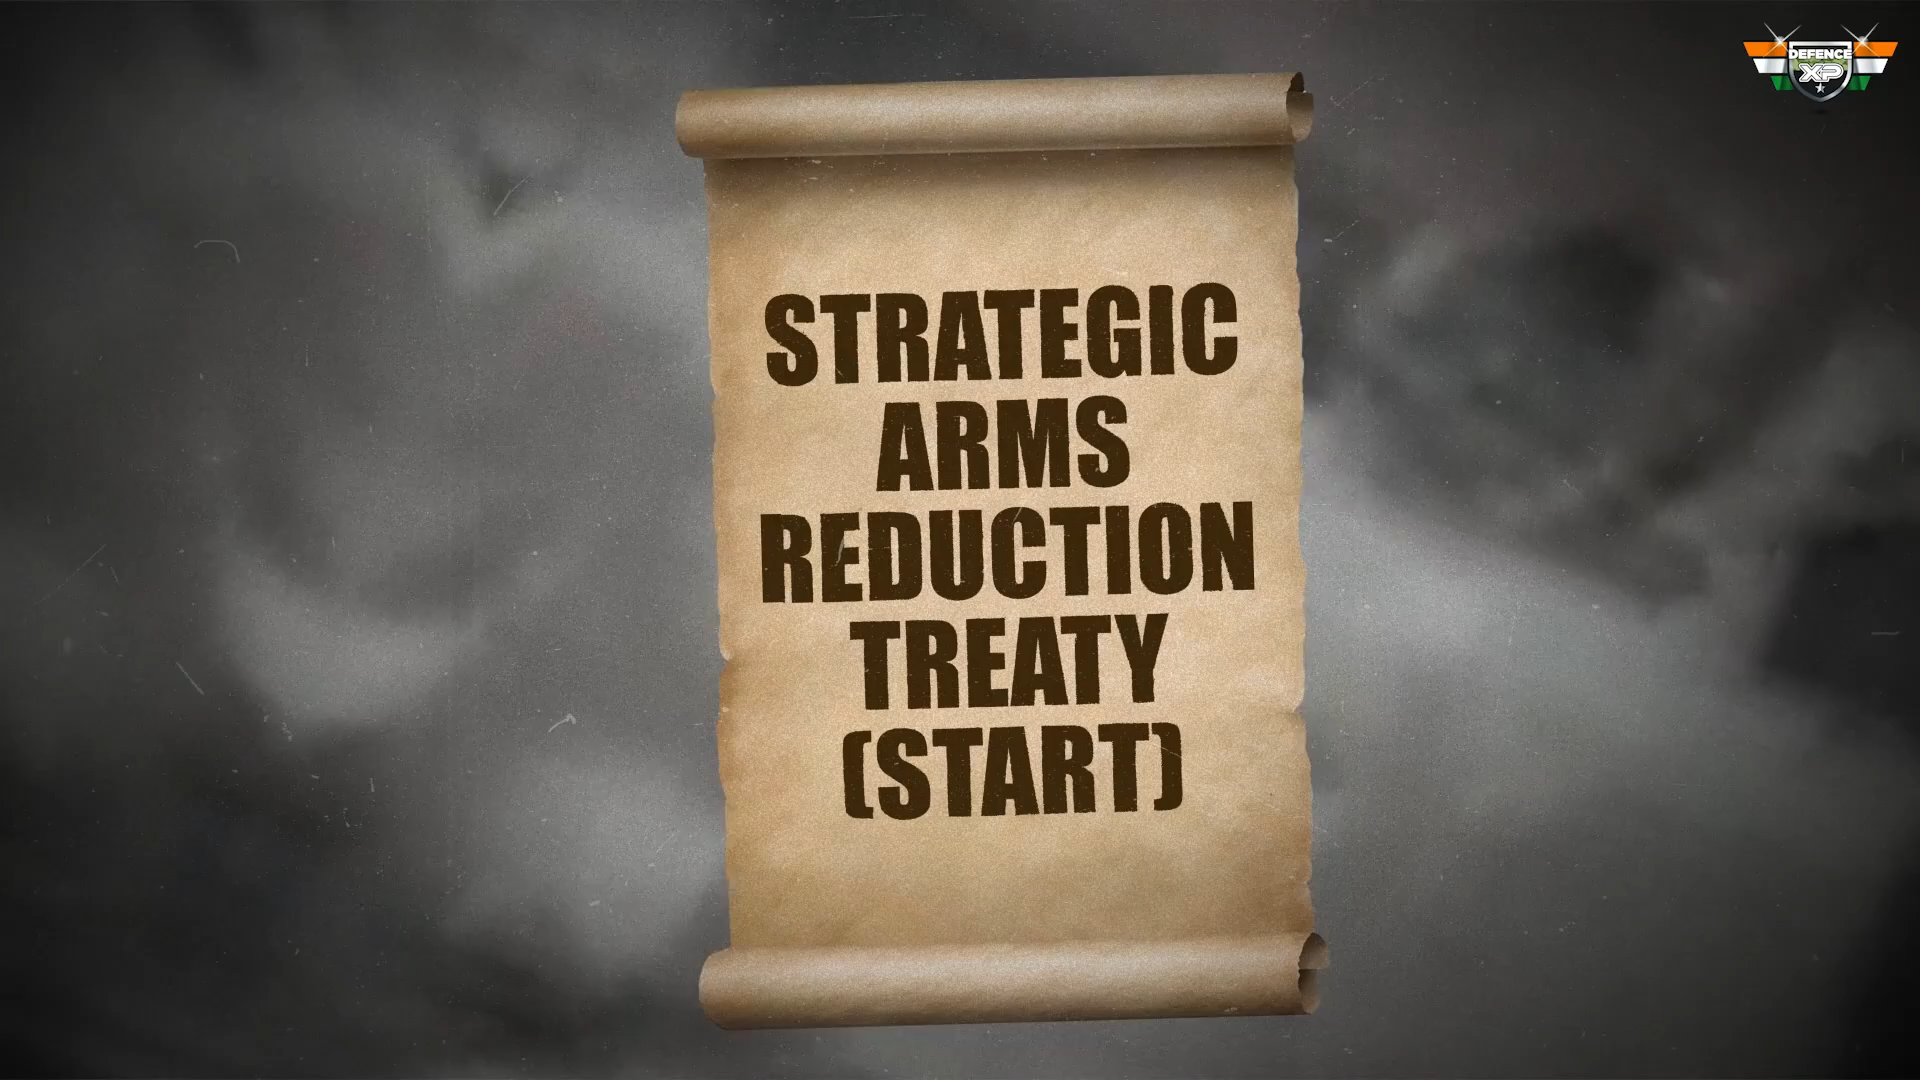 DEFENCE
XP
STRATEGIC
ARMS
REDUCTION
TREATY
(START)